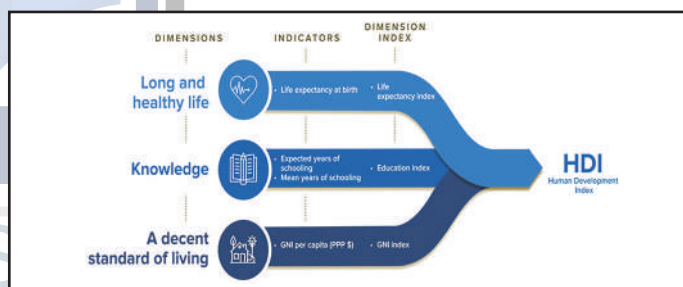 DIMENSIONS
INDICATORS
DIMENSION
INDEX
Long and
healthy life
• Life expectancy at birth
• Life
expectancy index
Knowledge
• Expected years of
schooling
• Mean years of schooling
• Education index
HDI
Human Development
Index
A decent
standard of living
• GNI per capita (PPP $)
• GNI index